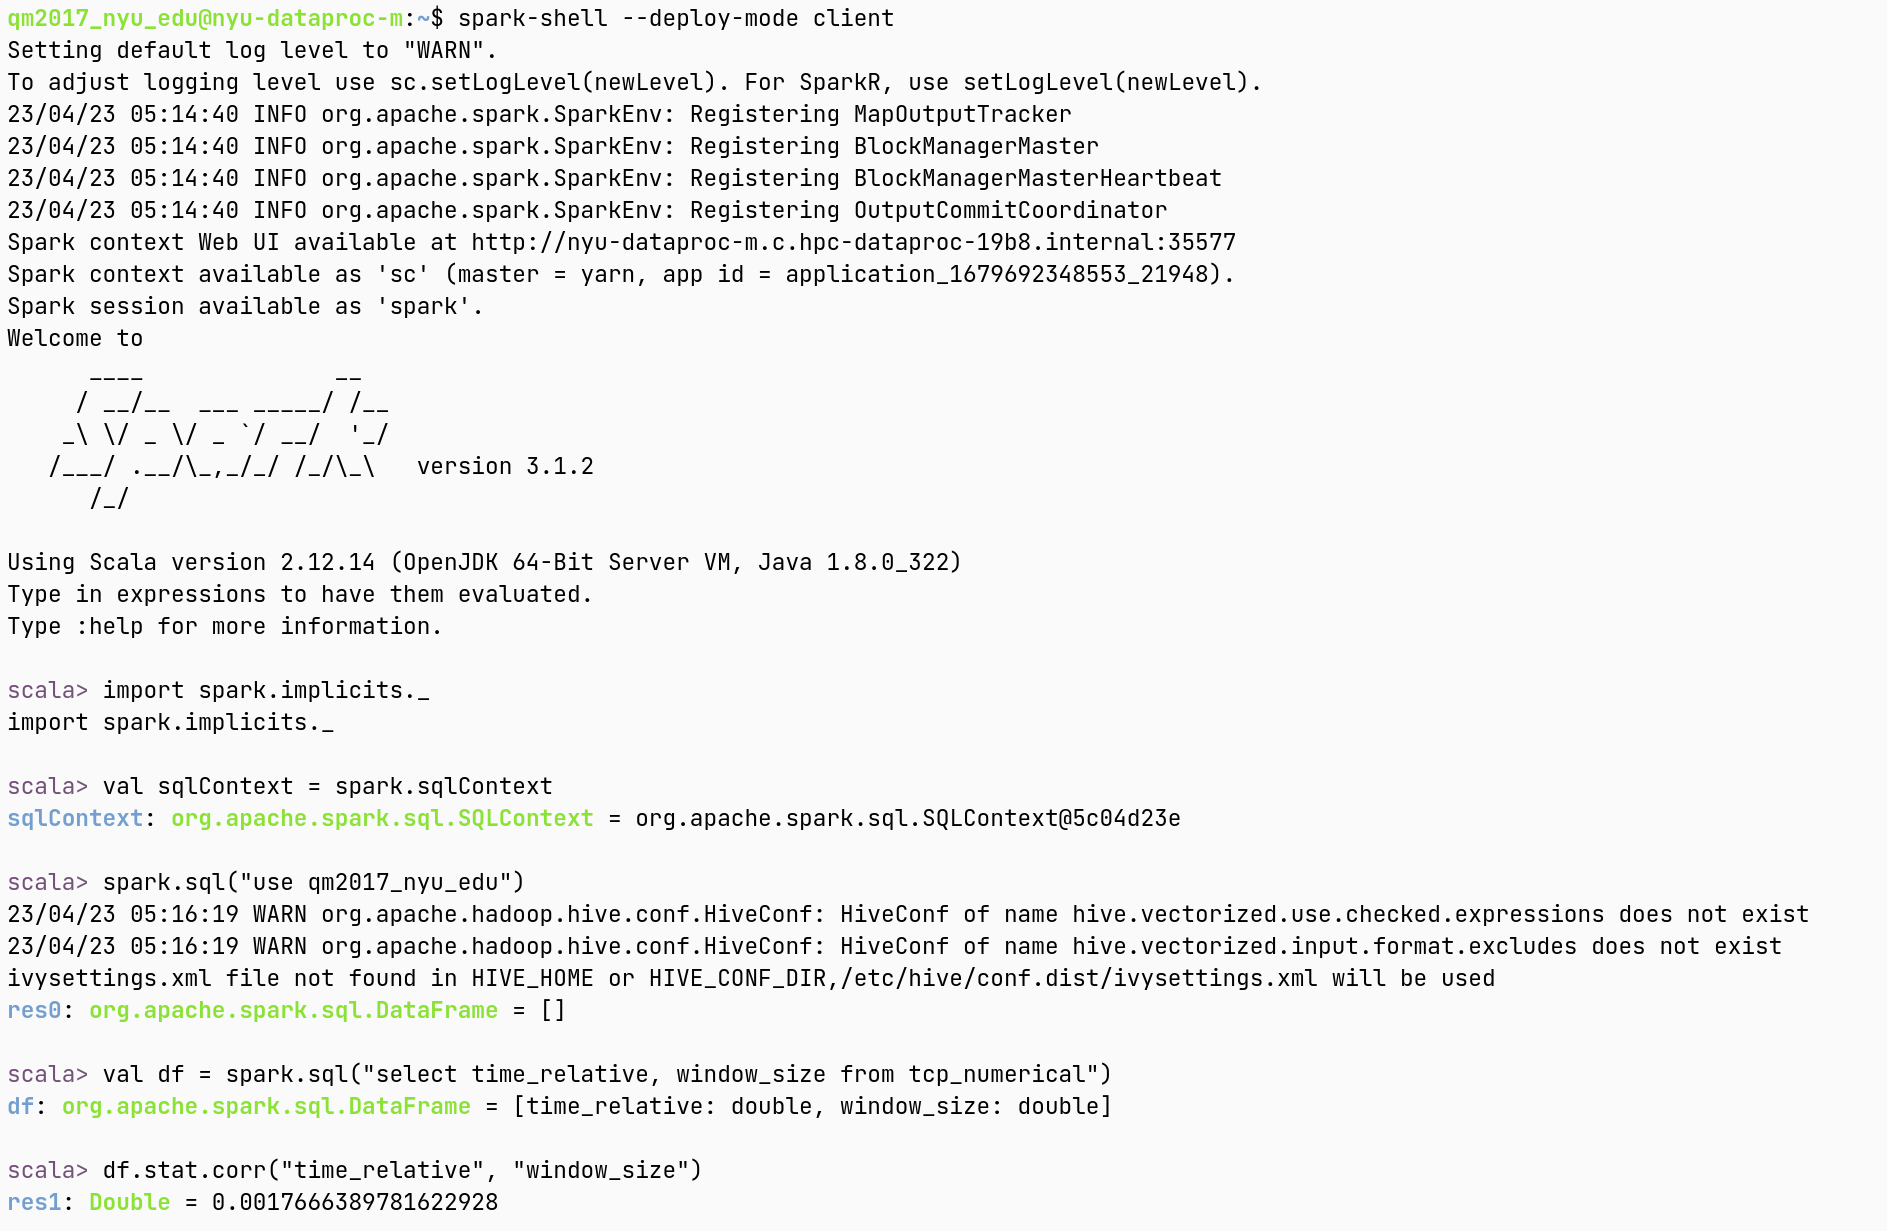 qm2017_nyu_edu@nyu-dataproc-m:~$ spark-shell --deploy-mode client
Setting default log level to "WARN".
To adjust logging level use sc.setLogLevel(newLevel). For SparkR, use setLogLevel(newLevel).
23/04/23 05:14:40 INFO org.apache.spark.SparkEnv: Registering MapOutputTracker
23/04/23 05:14:40 INFO org.apache.spark.SparkEnv: Registering BlockManagerMaster
23/04/23 05:14:40 INFO org.apache.spark.SparkEnv: Registering BlockManagerMasterHeartbeat
23/04/23 05:14:40 INFO org.apache.spark.SparkEnv: Registering OutputCommitCoordinator
Spark context Web UI available at http://nyu-dataproc-m.c.hpc-dataproc-19b8.internal:35577
Spark context available as 'sc' (master = yarn, app id = application_1679692348553_21948).
Spark session available as 'spark'.
Welcome to
      ____              __
     / __/__  ___ _____/ /__
    _\ \/ _ \/ _ `/ __/  '_/
   /___/ .__/\_,_/_/ /_/\_\   version 3.1.2
      /_/
Using Scala version 2.12.14 (OpenJDK 64-Bit Server VM, Java 1.8.0_322)
Type in expressions to have them evaluated.
Type :help for more information.
scala> import spark.implicits._
import spark.implicits._
scala> val sqlContext = spark.sqlContext
sqlContext: org.apache.spark.sql.SQLContext = org.apache.spark.sql.SQLContext@5c04d23e
scala> spark.sql("use qm2017_nyu_edu")
23/04/23 05:16:19 WARN org.apache.hadoop.hive.conf.HiveConf: HiveConf of name hive.vectorized.use.checked.expressions does not exist
23/04/23 05:16:19 WARN org.apache.hadoop.hive.conf.HiveConf: HiveConf of name hive.vectorized.input.format.excludes does not exist
ivysettings.xml file not found in HIVE_HOME or HIVE_CONF_DIR,/etc/hive/conf.dist/ivysettings.xml will be used
res0: org.apache.spark.sql.DataFrame = []
scala> val df = spark.sql("select time_relative, window_size from tcp_numerical")
df: org.apache.spark.sql.DataFrame = [time_relative: double, window_size: double]
scala> df.stat.corr("time_relative", "window_size")
res1: Double = 0.0017666389781622928